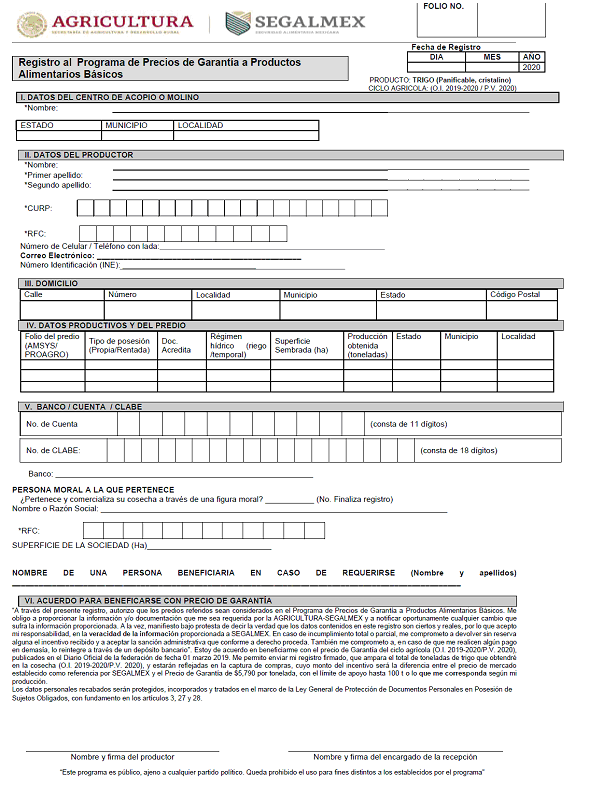 FOLIO NO.
AGRICULTURA
SECRETARÍA DE AGRICULTURA Y DESARROLLO RURAL
SEGALMEX
SEGURIDAD ALIMENTARIA MEXICANA
Fecha de Registro
DIA MES AÑO
2020
Registro al Programa de Precios de Garantía a Productos
Alimentarios Básicos
PRODUCTO: TRIGO (Panificable, cristalino)
CICLO AGRICOLA: (O.I. 2019-2020 / P.V. 2020)
I. DATOS DEL CENTRO DE ACOPIO O MOLINO
*Nombre:
ESTADO MUNICIPIO LOCALIDAD
II. DATOS DEL PRODUCTOR
*Nombre:
*Primer apellido:
*Segundo apellido:
*CURP:
*RFC:
Número de Celular / Teléfono con lada:
Correo Electrónico:
Número Identificación (INE):
III. DOMICILIO
Calle Número Localidad Municipio Estado Código Postal
IV. DATOS PRODUCTIVOS Y DEL PREDIO
Folio del predio (AMSYS/ PROAGRO) Tipo de posesión (Propia/Rentada) Doc. Acredita Régimen hídrico (riego /temporal) Superficie Sembrada (ha) Producción obtenida (toneladas) Estado Municipio Localidad
V. BANCO / CUENTA / CLABE
No. de Cuenta (consta de 11 dígitos)
No. de CLABE: (consta de 18 dígitos)
Banco:
PERSONA MORAL A LA QUE PERTENECE
¿Pertenece y comercializa su cosecha a través de una figura moral? (No. Finaliza registro)
Nombre o Razón Social:
*RFC:
SUPERFICIE DE LA SOCIEDAD (Ha)
NOMBRE DE UNA PERSONA BENEFICIARIA EN CASO DE REQUERIRSE (Nombre y apellidos)
VI. ACUERDO PARA BENEFICIARSE CON PRECIO DE GARANTÍA
"A través del presente registro, autorizo que los predios referidos sean considerados en el Programa de Precios de Garantía a Productos Alimentarios Básicos. Me
obligo a proporcionar la información y/o documentación que me sea requerida por la AGRICULTURA-SEGALMEX y a notificar oportunamente cualquier cambio que
sufra la información proporcionada. A la vez, manifiesto bajo protesta de decir la verdad que los datos contenidos en este registro son ciertos y reales, por lo que acepto
mi responsabilidad, en la veracidad de la información proporcionada a SEGALMEX. En caso de incumplimiento total o parcial, me comprometo a devolver sin reserva
alguna el incentivo recibido y a aceptar la sanción administrativa que conforme a derecho proceda. También me comprometo a, en caso de que me realicen algún pago
en demasía, lo reintegre a través de un depósito bancario". Estoy de acuerdo en beneficiarme con el precio de Garantía del ciclo agrícola (O.I. 2019-2020/P.V. 2020),
publicados en el Diario Oficial de la federación de fecha 01 marzo 2019. Me permito enviar mi registro firmado, que ampara el total de toneladas de trigo que obtendré
en la cosecha (O.I. 2019-2020/P.V. 2020), y estarán reflejadas en la captura de compras, cuyo monto del incentivo será la diferencia entre el precio de mercado
establecido como referencia por SEGALMEX y el Precio de Garantía de $5,790 por tonelada, con el límite de apoyo hasta 100 t o lo que me corresponda según mi
producción.
Los datos personales recabados serán protegidos, incorporados y tratados en el marco de la Ley General de Protección de Documentos Personales en Posesión de
Sujetos Obligados, con fundamento en los artículos 3, 27 y 28.
Nombre y firma del productor Nombre y firma del encargado de la recepción
"Este programa es público, ajeno a cualquier partido político. Queda prohibido el uso para fines distintos a los establecidos por el programa"